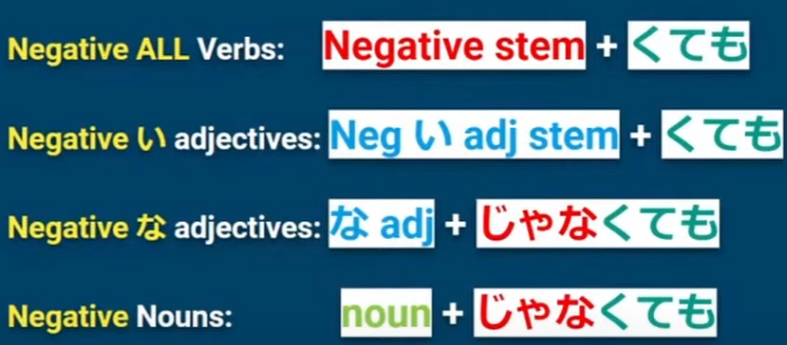 Negative ALL Verbs: Negative stem + くても
Negative い adjectives: Neg い adj stem + くても
Negative な adjectives: な adj + じゃなくても
Negative Nouns: noun + じゃなくても